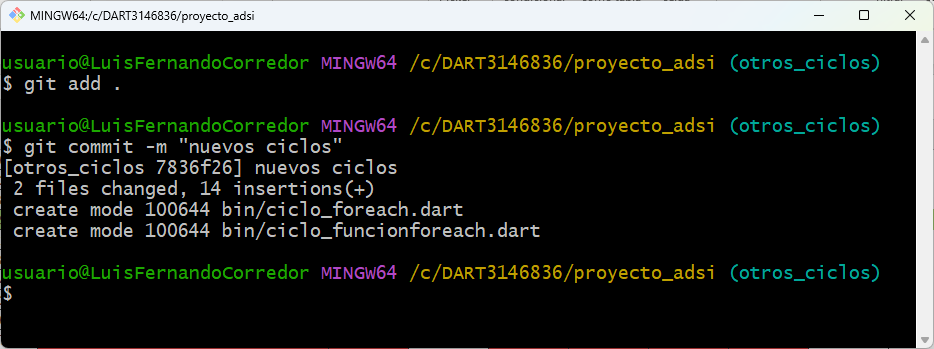 MINGW64:/c/DART3146836/proyecto_adsi
usuario@LuisFernandoCorredor MINGW64 /c/DART3146836/proyecto_adsi (otros_ciclos)
$ git add .
usuario@LuisFernandoCorredor MINGW64 /c/DART3146836/proyecto_adsi (otros_ciclos)
$ git commit -m "nuevos ciclos"
[otros_ciclos 7836f26] nuevos ciclos
 2 files changed, 14 insertions(+)
 create mode 100644 bin/ciclo_foreach.dart
 create mode 100644 bin/ciclo_funcionforeach.dart
usuario@LuisFernandoCorredor MINGW64 /c/DART3146836/proyecto_adsi (otros_ciclos)
$